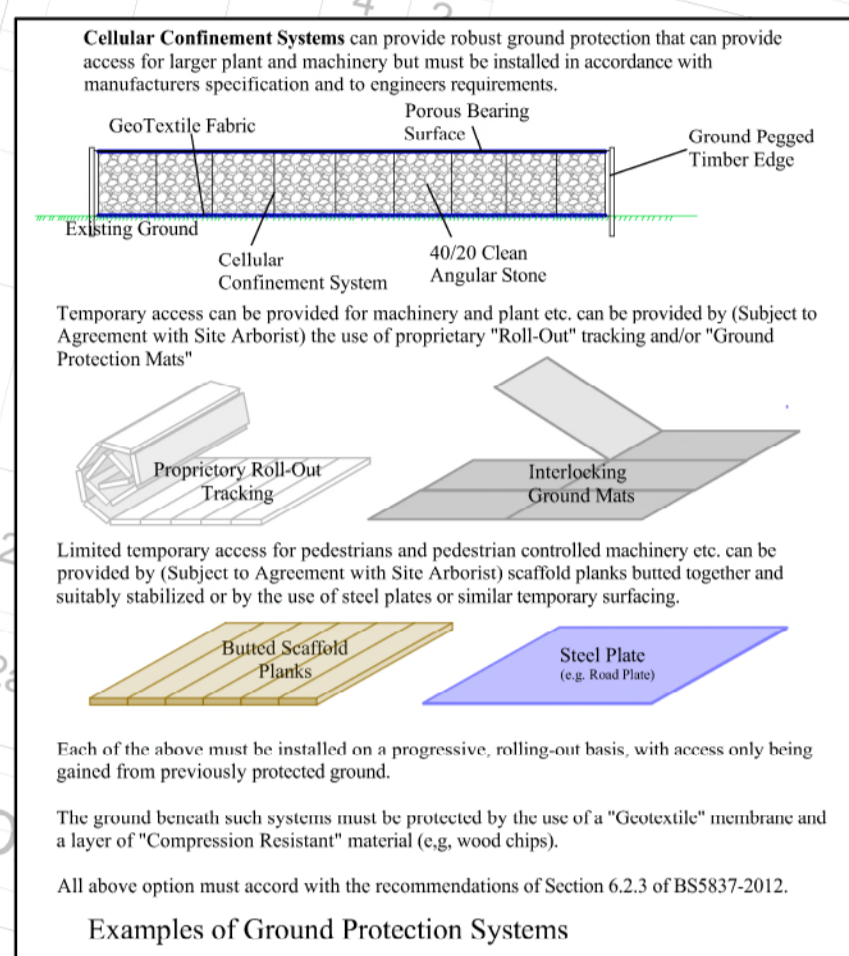 Cellular Confinement Systems can provide robust ground protection that can provide
access for larger plant and machinery but must be installed in accordance with
manufacturers specification and to engineers requirements.
GeoTextile Fabric
Porous Bearing
Surface
Ground Pegged
Timber Edge
Existing Ground
Cellular
Confinement System
40/20 Clean
Angular Stone
Temporary access can be provided for machinery and plant etc. can be provided by (Subject to
Agreement with Site Arborist) the use of proprietary "Roll-Out" tracking and/or "Ground
Protection Mats"
Proprietory Roll-Out
Tracking
Interlocking
Ground Mats
Limited temporary access for pedestrians and pedestrian controlled machinery etc. can be
provided by (Subject to Agreement with Site Arborist) scaffold planks butted together and
suitably stabilized or by the use of steel plates or similar temporary surfacing.
Butted Scaffold
Planks
Steel Plate
(e.g. Road Plate)
Each of the above must be installed on a progressive, rolling-out basis, with access only being
gained from previously protected ground.
The ground beneath such systems must be protected by the use of a "Geotextile" membrane and
a layer of "Compression Resistant" material (e,g, wood chips).
All above option must accord with the recommendations of Section 6.2.3 of BS5837-2012.
Examples of Ground Protection Systems